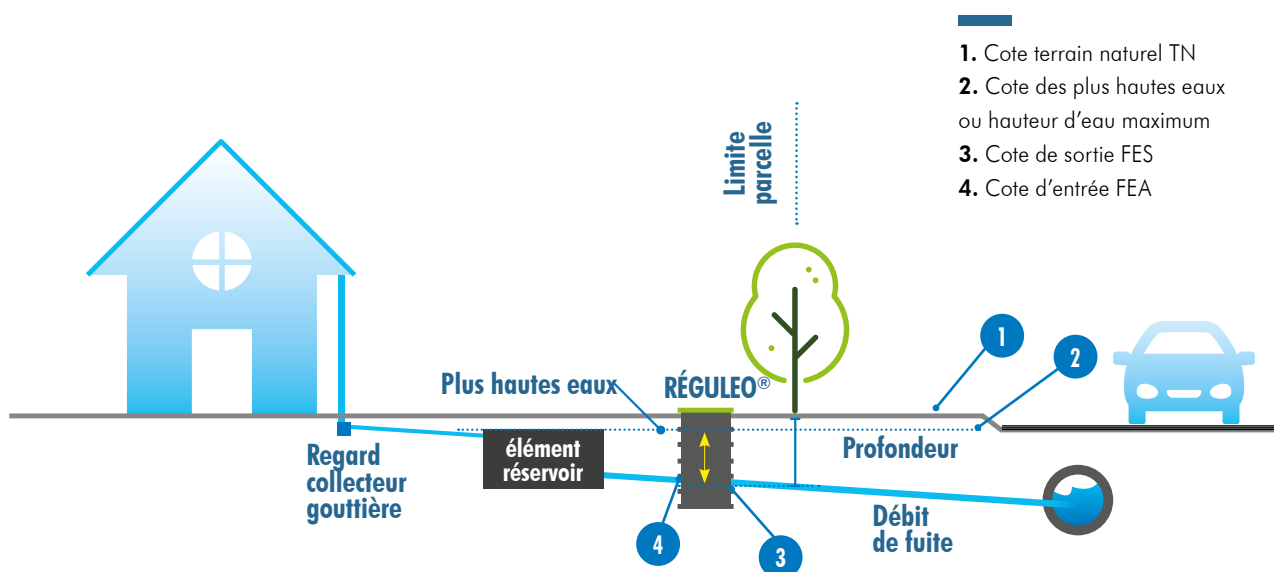 1. Cote terrain naturel TN
2. Cote des plus hautes eaux
ou hauteur d'eau maximum
3. Cote de sortie FES
4. Cote d'entrée FEA
Limite
parcelle
1
2
Plus hautes eaux
RÉGULEO®
Regard
collecteur
gouttière
élément
réservoir
Profondeur
Débit
de fuite
4
3